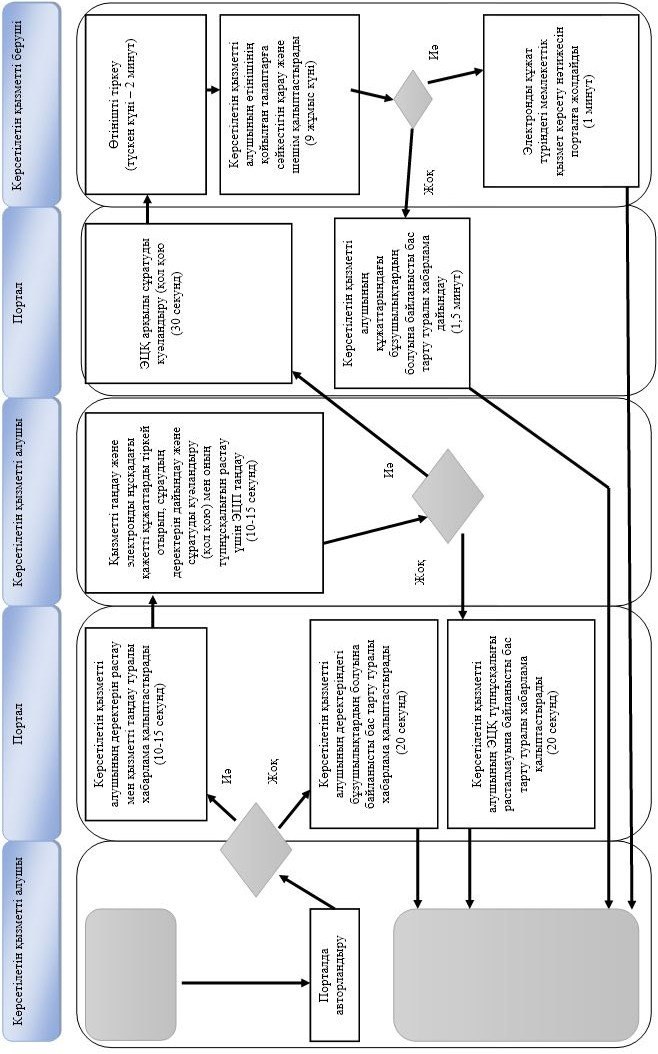 Көрсетілетін қызметті алушы
Портал
Көрсетілетін қызметті алушы
Портал
Көрсетілетін қызметті беруші
Порталда
авторландыру
Иә
Жоқ
Көрсетілетін қызметті
алушының деректерін растау
мен қызметті таңдау туралы
хабарлама қалыптастырады
(10-15 секунд)
Көрсетілетін қызметті
алушының деректеріндегі
бұзушылықтардың болуына
байланысты бас тарту туралы
хабарлама қалыптастырады
(20 секунд)
Көрсетілетін қызметті
алушының ЭЦҚ түпнұсқалығы
расталмауына байланысты бас
тарту туралы хабарлама
қалыптастырады
(20 секунд)
Қызметті таңдау және
электронды нұсқадағы
қажетті құжаттарды тіркей
отырып, сұраудың
деректерін дайындау және
сұратуды куәландыру
(қол қою) мен оның
түпнұсқалығын растау
үшін ЭЦП таңдау
(10-15 секунд)
Иә
Жоқ
ЭЦҚ арқылы сұратуды
куәландыру (қол қою
(30 секунд)
Көрсетілетін қызметті
алушының
құжаттарындағы
бұзушылықтардың
болуына байланысты бас
тарту туралы хабарлама
дайындау
(1,5 минут)
Өтінішті тіркеу
(түскен күні – 2 минут)
Көрсетілетін қызметті
алушының өтінішінің
қойылған талаптарға
сәйкестігін қарау және
шешім қалыптастырады
(9 жұмыс күні)
Иә
Жоқ
Электронды құжат
түріндегі мемлекеттік
қызмет көрсету нәтижесін
порталға жолдайды
(1 минут)